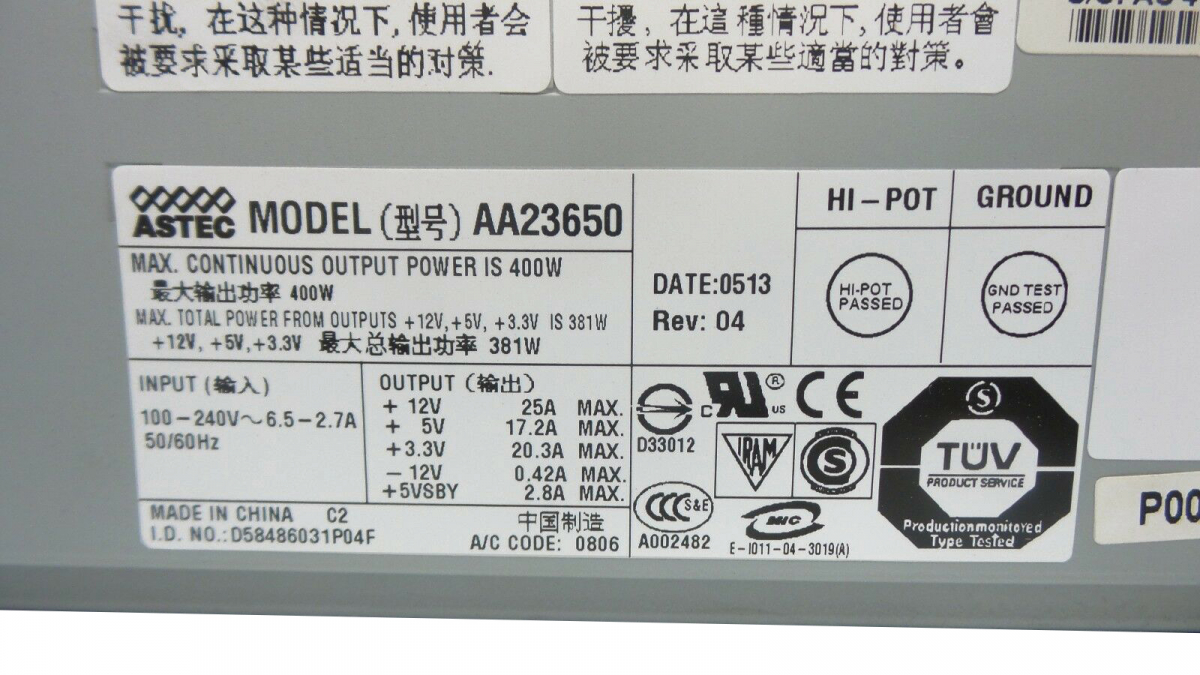 干扰，在这种情况下，使用者会
被要求采取某些适当的对策.
干擾，在這種情況下，使用者會
被要求采取某些適當的對策。
ASTEC MODEL (型号) AA23650
MAX. CONTINUOUS OUTPUT POWER IS 400W
最大输出功率 400W
MAX. TOTAL POWER FROM OUTPUTS +12V,+5V, +3.3V IS 381W
+12V, +5V,+3.3V 最大总输出功率 381W
DATE:0513
Rev: 04
HI-POT
GROUND
HI-POT
PASSED
GND TEST
PASSED
INPUT (输入)
100-240V～6.5-2.7A
50/60Hz
OUTPUT (输出)
+ 12V 25A MAX.
+ 5V 17.2A MAX.
+3.3V 20.3A MAX.
-12V 0.42A MAX.
+5VSBY 2.8A MAX.
MADE IN CHINA C2
I.D. NO.:D58486031P04F
中国制造
A/C CODE: 0806
D33012
C UR ® US
CE
IRAM
S
CCC S&E
A002482
MIC
E-I011-04-3019(A)
S
TÜV
PRODUCT SERVICE
Production monitored
Type Tested
P00